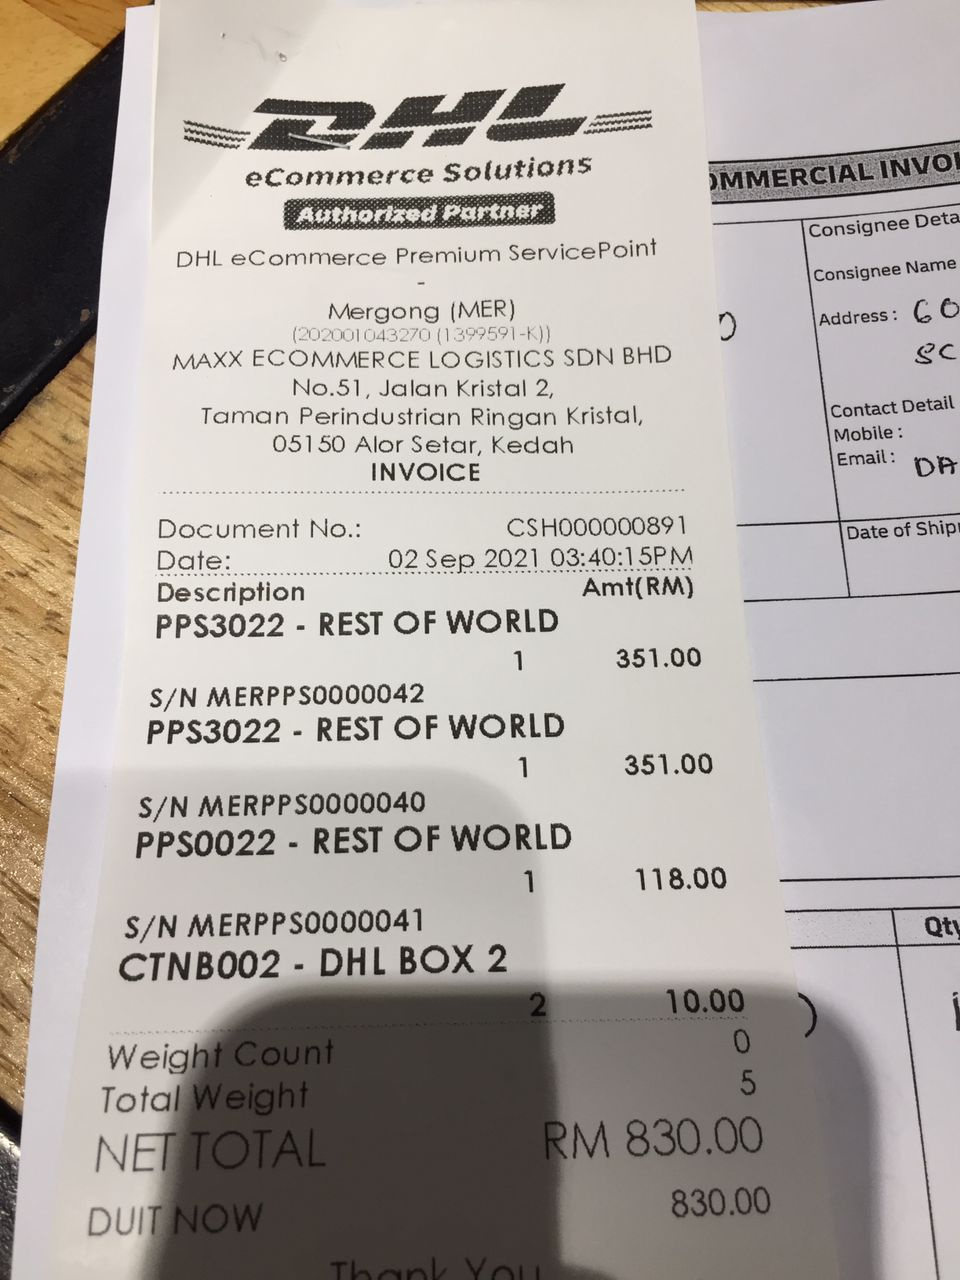 DHL
eCommerce Solutions
Authorized Partner
DHL eCommerce Premium ServicePoint
-
Mergong (MER)
(202001043270 (1399591-K))
MAXX ECOMMERCE LOGISTICS SDN BHD
No.51, Jalan Kristal 2,
Taman Perindustrian Ringan Kristal,
05150 Alor Setar, Kedah
INVOICE
Document No.: CSH000000891
Date: 02 Sep 2021 03:40:15PM
Description Amt(RM)
PPS3022 - REST OF WORLD
1 351.00
S/N MERPPS0000042
PPS3022 - REST OF WORLD
1 351.00
S/N MERPPS0000040
PPS0022 - REST OF WORLD
1 118.00
S/N MERPPS0000041
CTNB002 - DHL BOX 2
2 10.00
Weight Count 0
Total Weight 5
NET TOTAL RM 830.00
DUIT NOW 830.00
Thank You
OMMERCIAL INVO
Consignee Deta
Consignee Name
Address : GO
SC
Contact Detail
Mobile :
Email : DA
Date of Ship
Qty